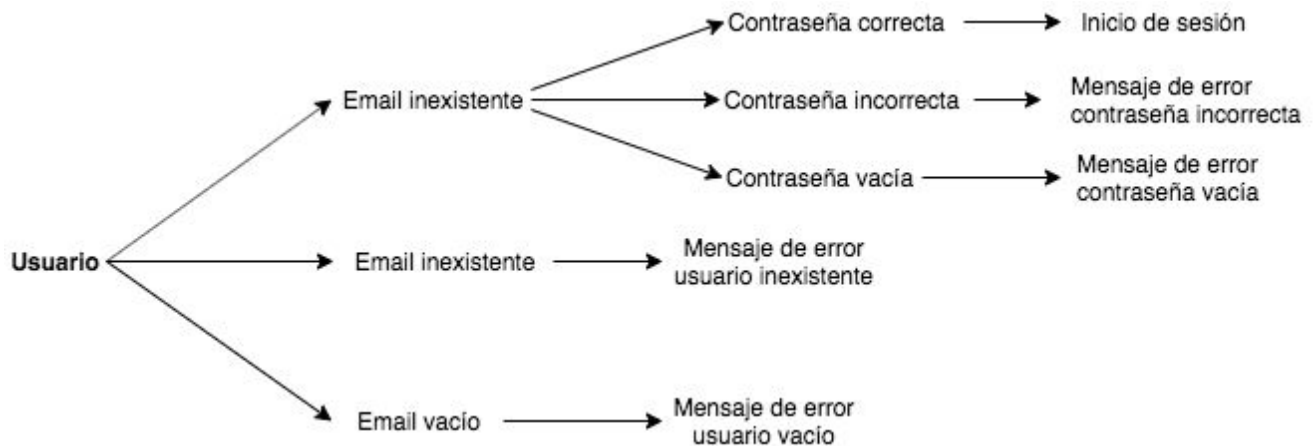 Contraseña correcta
Inicio de sesión
Email inexistente
Contraseña incorrecta
Mensaje de error
contraseña incorrecta
Contraseña vacía
Mensaje de error
contraseña vacía
Usuario
Email inexistente
Mensaje de error
usuario inexistente
Email vacío
Mensaje de error
usuario vacío